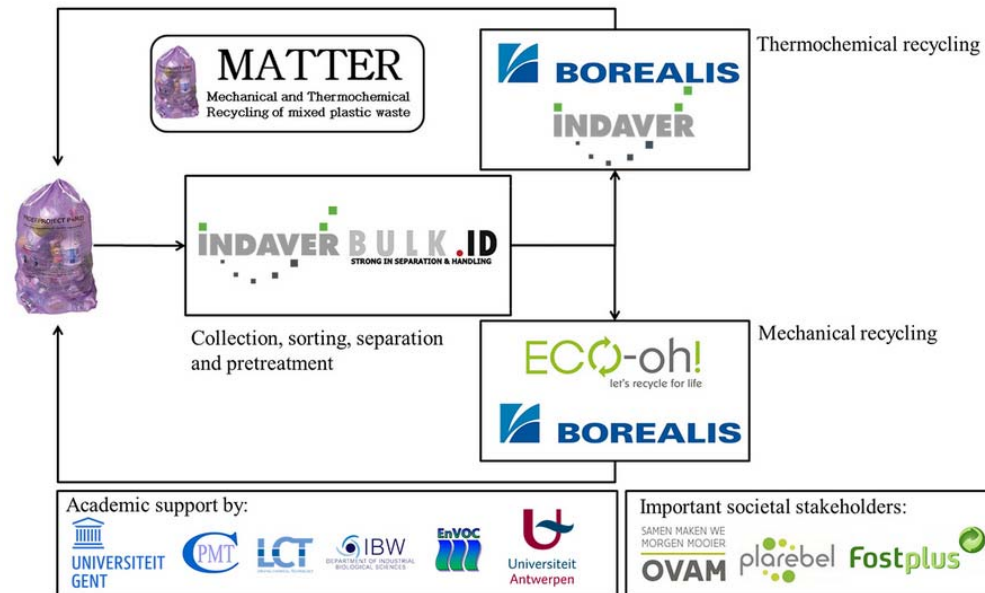 MATTER
Mechanical and Thermochemical
Recycling of mixed plastic waste
BOREALIS
INDAVER
Thermochemical recycling
INDAVER BULK.ID
STRONG IN SEPARATION & HANDLING
Collection, sorting, separation
and pretreatment
Mechanical recycling
ECO-oh!
let's recycle for life
BOREALIS
Academic support by:
UNIVERSITEIT
GENT
CPMT
LCT
IBW
DEPARTMENT OF INDUSTRIAL
BIOLOGICAL SCIENCES
EnVOC
Universiteit
Antwerpen
Important societal stakeholders:
SAMEN MAKEN WE
MORGEN MOOIER
OVAM
plarebel
Fostplus